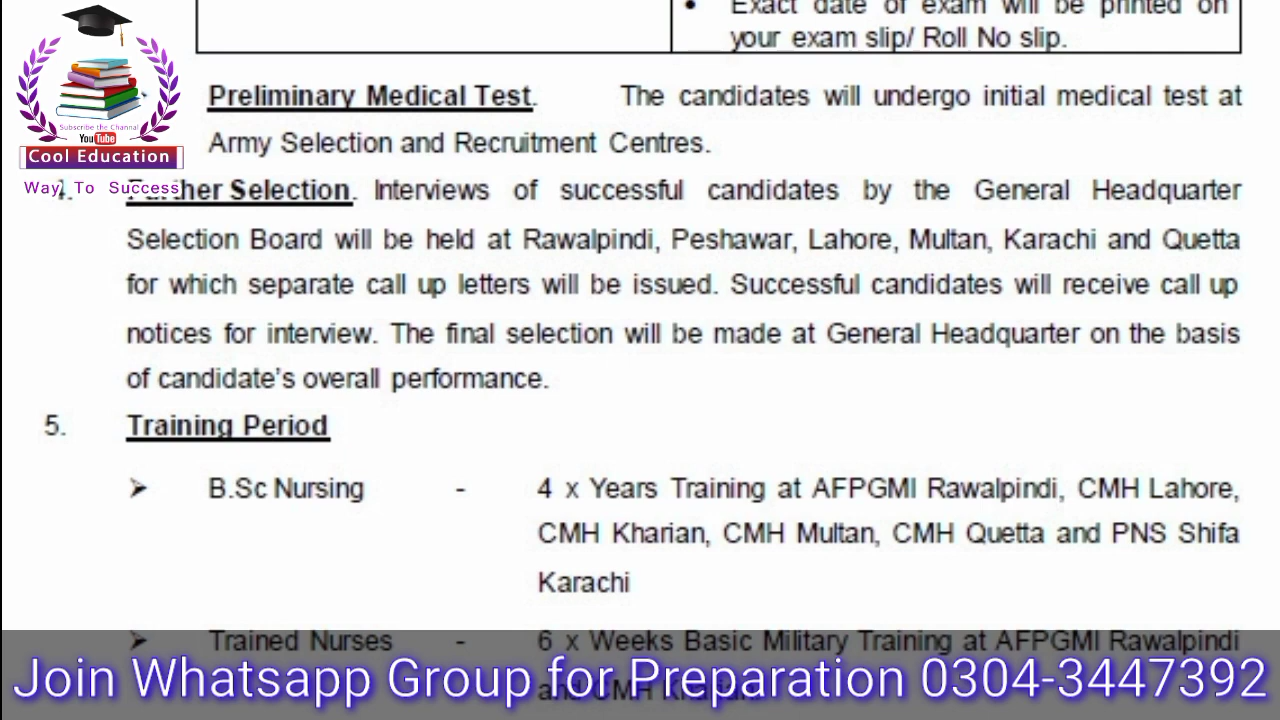 Exact date of exam will be printed on
your exam slip/ Roll No slip.
Subscribe the Channal
YouTube
Cool Education
Way To Success
Preliminary Medical Test. The candidates will undergo initial medical test at
Army Selection and Recruitment Centres.
4. Further Selection. Interviews of successful candidates by the General Headquarter
Selection Board will be held at Rawalpindi, Peshawar, Lahore, Multan, Karachi and Quetta
for which separate call up letters will be issued. Successful candidates will receive call up
notices for interview. The final selection will be made at General Headquarter on the basis
of candidate's overall performance.
5. Training Period
➤ B.Sc Nursing - 4 x Years Training at AFPGMI Rawalpindi, CMH Lahore,
CMH Kharian, CMH Multan, CMH Quetta and PNS Shifa
Karachi
➤ Trained Nurses - 6 x Weeks Basic Military Training at AFPGMI Rawalpindi
and CMH Kharian
Join Whatsapp Group for Preparation 0304-3447392